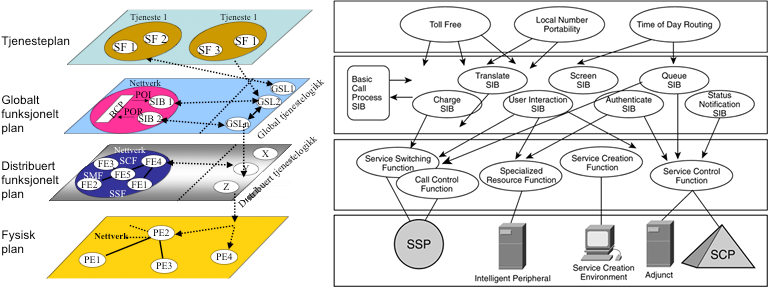 Tjenesteplan
Tjeneste 1
Tjeneste 1
SF 1
SF 2
SF 3
SF 1
Globalt
funksjonelt
plan
Nettverk
POI
BCP
POR
SIB 1
SIB 2
GSL1
GSL2
GSLn
Global tjenestelogikk
Distribuert
funksjonelt
plan
Nettverk
SCF
FE3
FE4
SMF
FE5
FE2
FE1
SSF
X
Y
Z
Distribuert tjenestelogikk
Fysisk
plan
Nettverk
PE2
PE1
PE3
PE4
Toll Free
Local Number
Portability
Time of Day Routing
Basic
Call
Process
SIB
Translate
SIB
Screen
SIB
Queue
SIB
Charge
SIB
User Interaction
SIB
Authenticate
SIB
Status
Notification
SIB
Service Switching
Function
Call Control
Function
Specialized
Resource Function
Service Creation
Function
Service Control
Function
SSP
Intelligent Peripheral
Service Creation
Environment
Adjunct
SCP